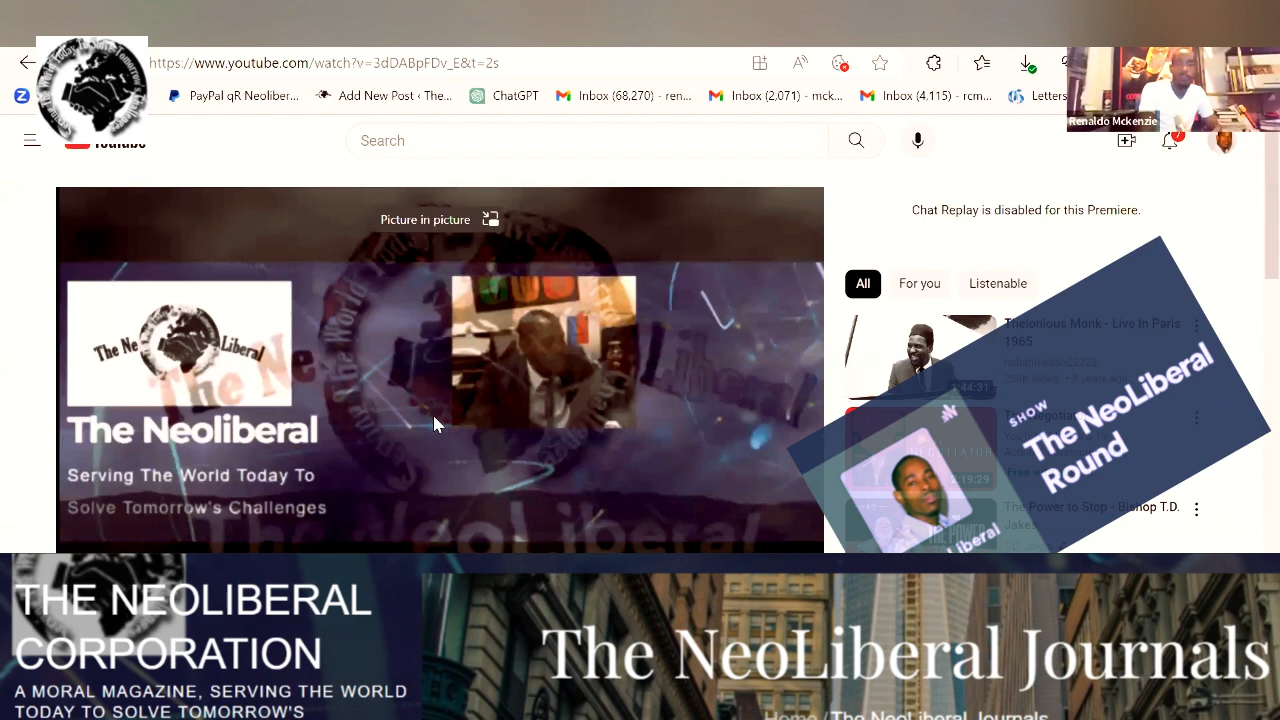 https://www.youtube.com/watch?v=3dDABpFDv_E&t=2s
PayPal qR Neoliber...
Add New Post
ChatGPT
Inbox (68,270) - ren...
Inbox (2,071) - mck...
Inbox (4,115) - rcm...
Letters
Renaldo Mckenzie
YouTube
Search
Picture in picture
Chat Replay is disabled for this Premiere.
All
For you
Listenable
The Ne
Liberal
The Neoliberal
Serving The World Today To
Solve Tomorrow's Challenges
The NeoLiberal
Thelonious Monk - Live In Paris
1965
1:44:31
2:19:29
The Power to Stop - Bishop T.D.
Jakes
SHOW
The NeoLiberal
Round
THE NEOLIBERAL
CORPORATION
A MORAL MAGAZINE, SERVING THE WORLD
TODAY TO SOLVE TOMORROW'S
The NeoLiberal Journals
Home / The NeoLiberal Journals